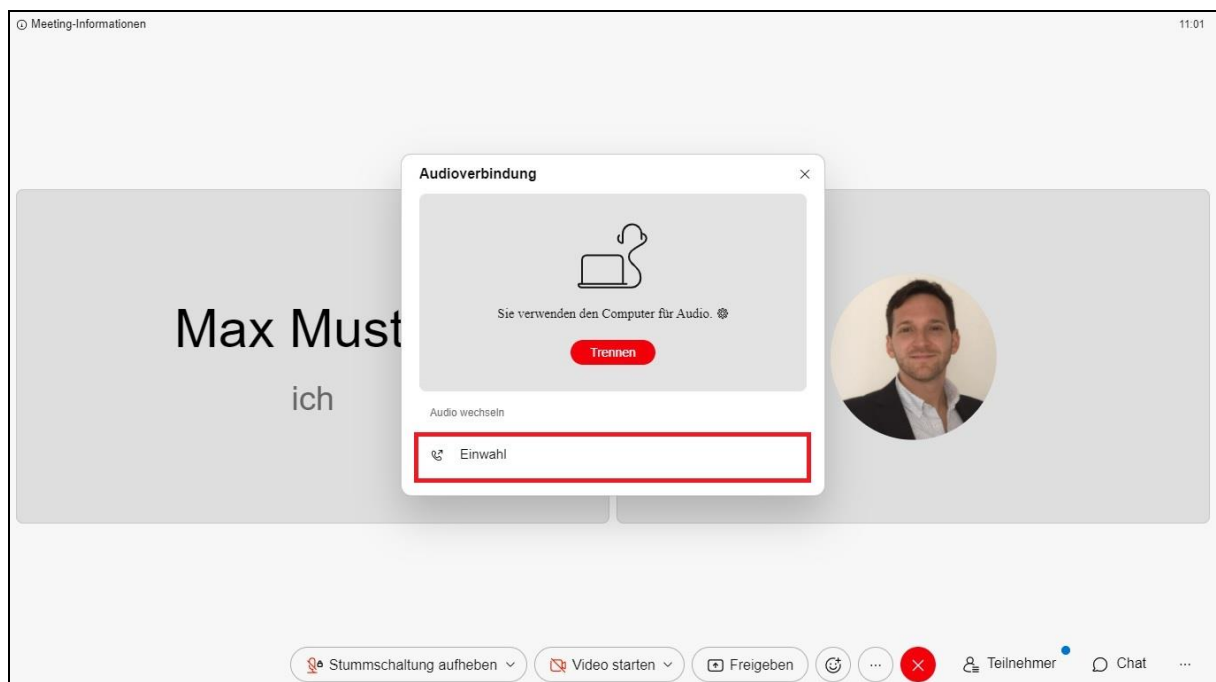 Meeting-Informationen
11:01
Audioverbindung
Sie verwenden den Computer für Audio.
Trennen
Max Must
ich
Audio wechseln
Einwahl
Stummschaltung aufheben
Video starten
Freigeben
Teilnehmer
Chat